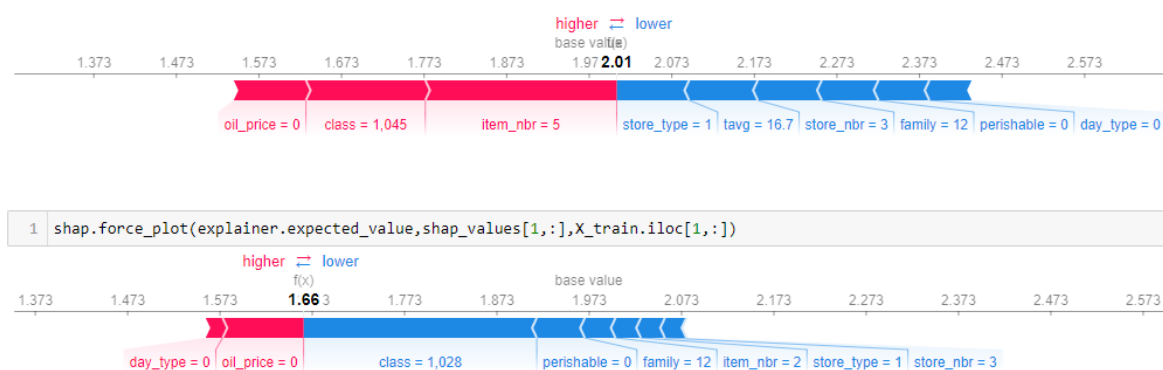 higher ⇄ lower
base value f(x)
1.373 1.473 1.573 1.673 1.773 1.873 1.97 2.01 2.073 2.173 2.273 2.373 2.473 2.573
oil_price = 0 class = 1,045 item_nbr = 5 store_type = 1 tavg = 16.7 store_nbr = 3 family = 12 perishable = 0 day_type = 0
1 shap.force_plot(explainer.expected_value,shap_values[1,:],X_train.iloc[1,:])
higher ⇄ lower
f(x) base value
1.373 1.473 1.573 1.66 3 1.773 1.873 1.973 2.073 2.173 2.273 2.373 2.473 2.573
day_type = 0 oil_price = 0 class = 1,028 perishable = 0 family = 12 item_nbr = 2 store_type = 1 store_nbr = 3